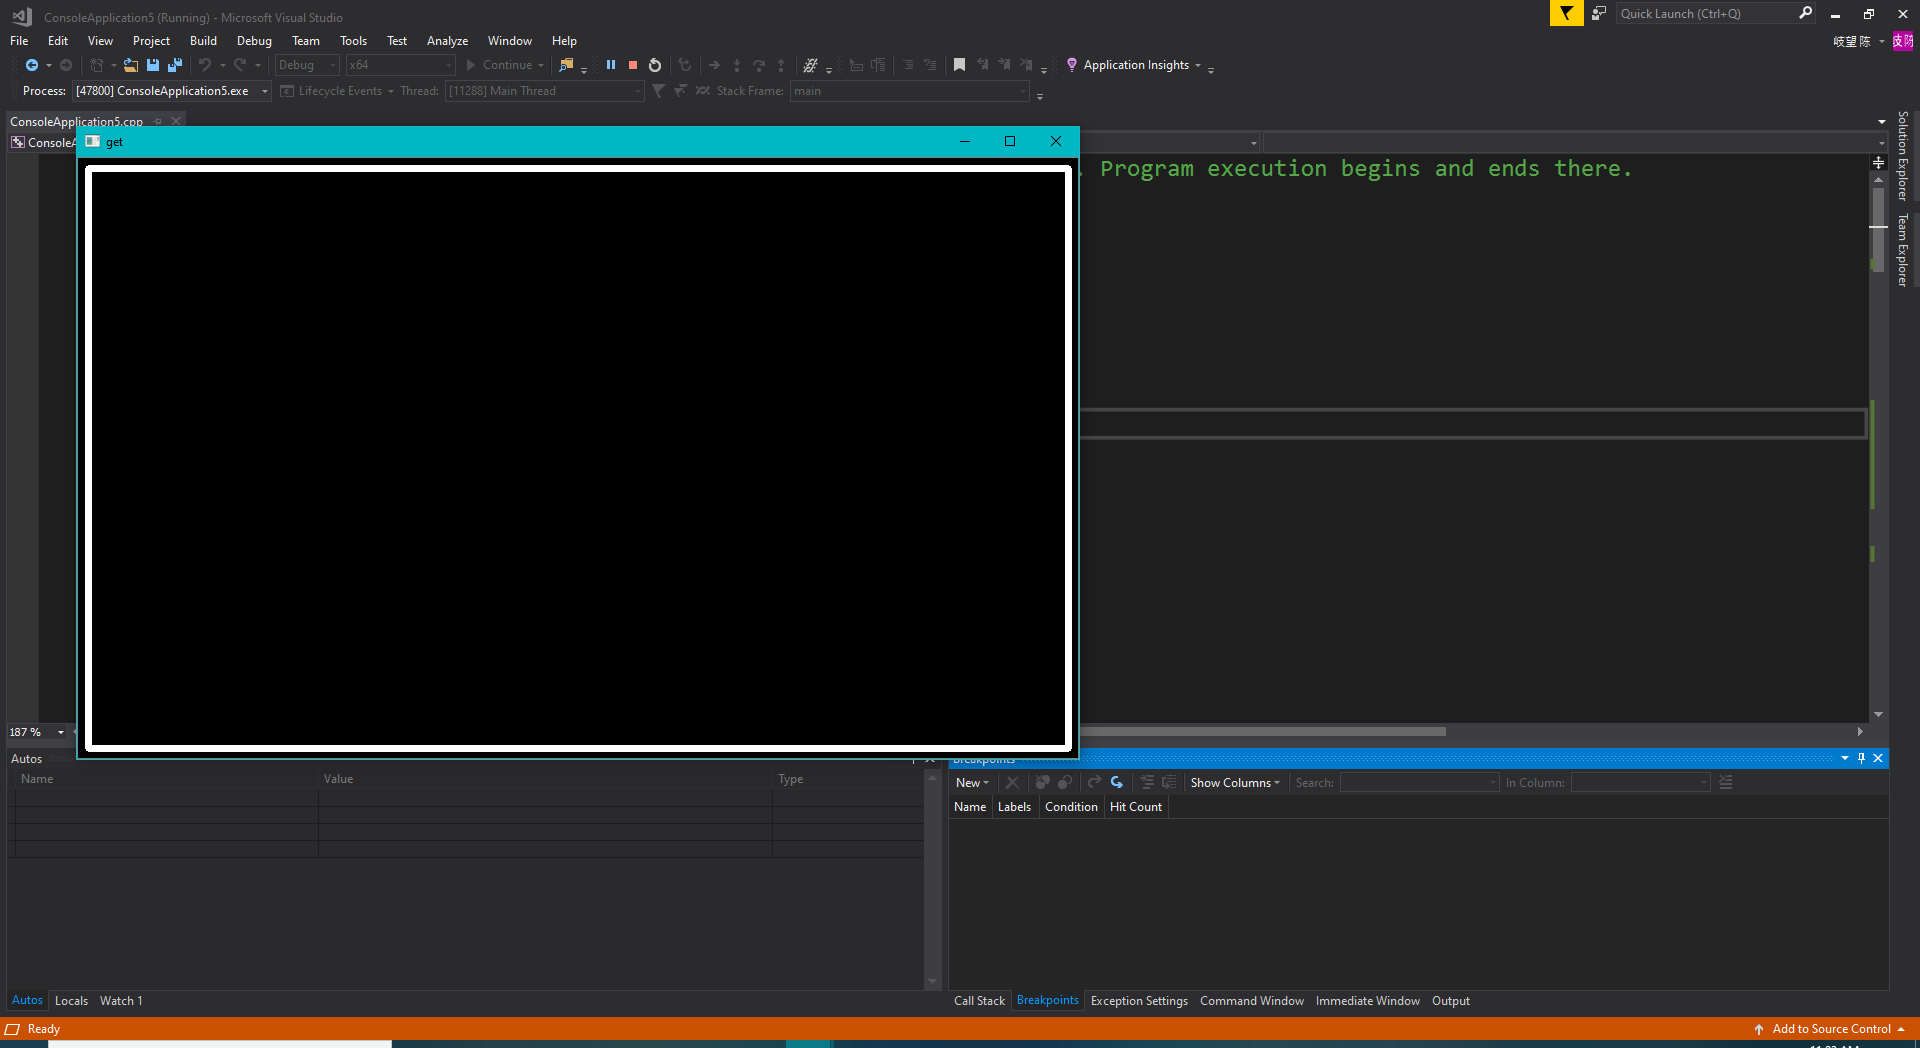 ConsoleApplication5 (Running) - Microsoft Visual Studio
Quick Launch (Ctrl+Q)
File Edit View Project Build Debug Team Tools Test Analyze Window Help
岐望 陈
岐陈
Debug x64 Continue Application Insights
Process: [47800] ConsoleApplication5.exe Lifecycle Events Thread: [11288] Main Thread Stack Frame: main
ConsoleApplication5.cpp
get
. Program execution begins and ends there.
Solution Explorer
Team Explorer
187 %
Autos
Name Value Type
Breakpoints
New Show Columns Search: In Column:
Name Labels Condition Hit Count
Autos Locals Watch 1
Call Stack Breakpoints Exception Settings Command Window Immediate Window Output
Ready
Add to Source Control